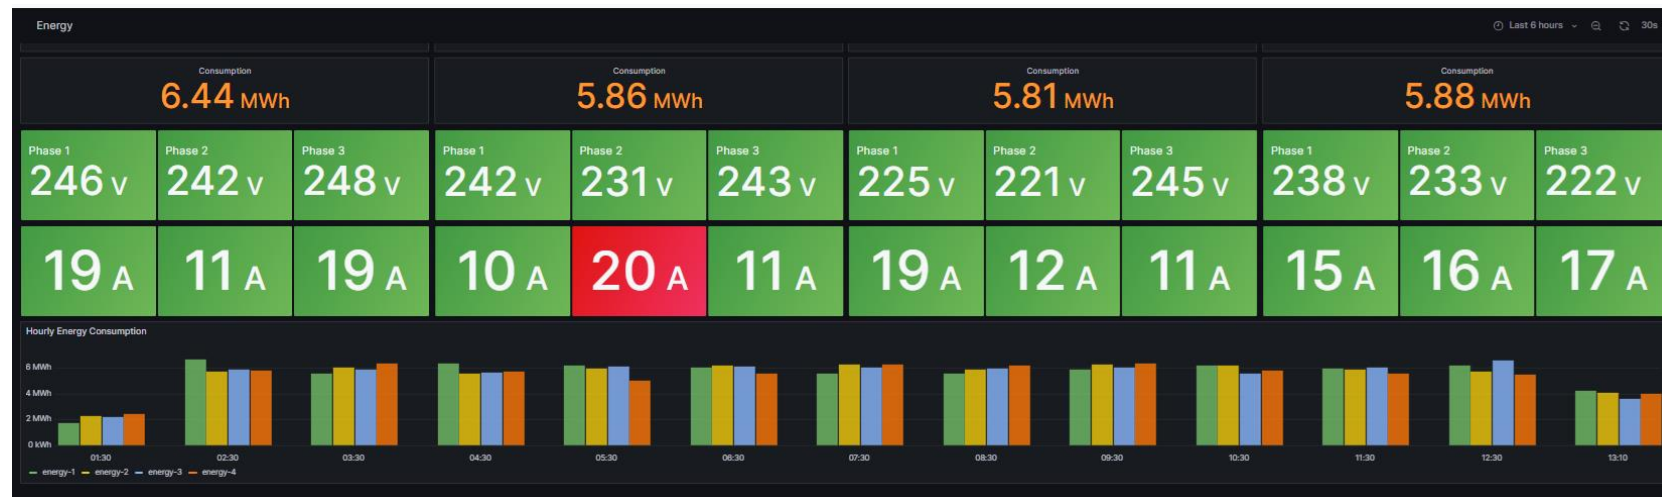 Energy
Last 6 hours
30s
Consumption
6.44 MWh
Consumption
5.86 MWh
Consumption
5.81 MWh
Consumption
5.88 MWh
Phase 1
246 V
Phase 2
242 V
Phase 3
248 V
Phase 1
242 V
Phase 2
231 V
Phase 3
243 V
Phase 1
225 V
Phase 2
221 V
Phase 3
245 V
Phase 1
238 V
Phase 2
233 V
Phase 3
222 V
19 A
11 A
19 A
10 A
20 A
11 A
19 A
12 A
11 A
15 A
16 A
17 A
Hourly Energy Consumption
6 MWh
4 MWh
2 MWh
0 kWh
01:30 02:30 03:30 04:30 05:30 06:30 07:30 08:30 09:30 10:30 11:30 12:30 13:10
energy-1 energy-2 energy-3 energy-4